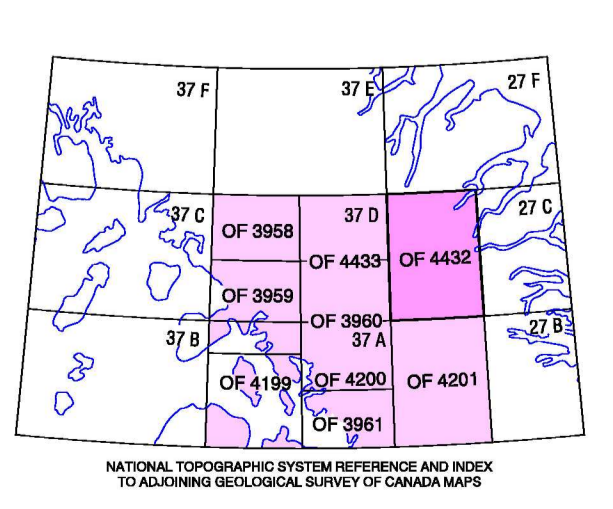 37 F
37 E
27 F
37 C
OF 3958
37 D
27 C
OF 4433
OF 4432
OF 3959
OF 3960
27 B
37 B
37 A
OF 4199
OF 4200
OF 4201
OF 3961
NATIONAL TOPOGRAPHIC SYSTEM REFERENCE AND INDEX
TO ADJOINING GEOLOGICAL SURVEY OF CANADA MAPS